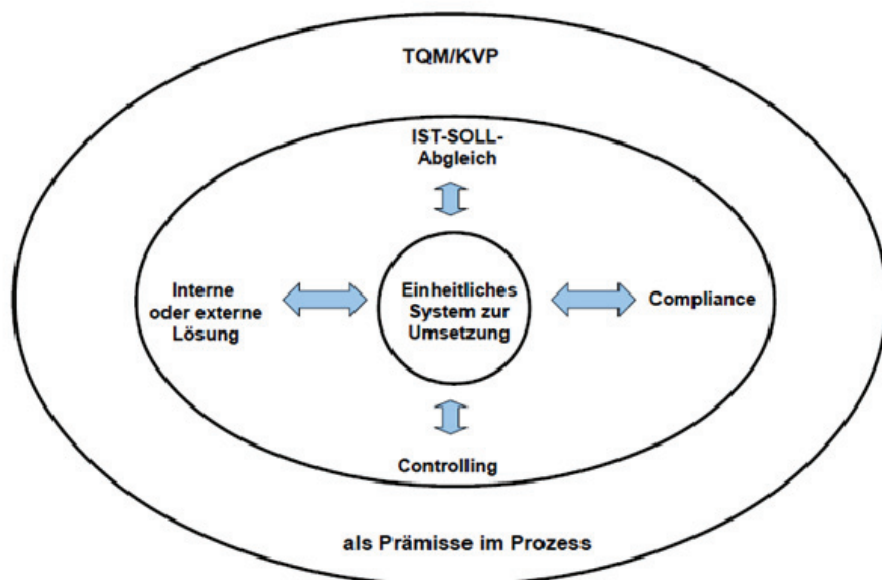 TQM/KVP
IST-SOLL-
Abgleich
Interne
oder externe
Lösung
Einheitliches
System zur
Umsetzung
Compliance
Controlling
als Prämisse im Prozess